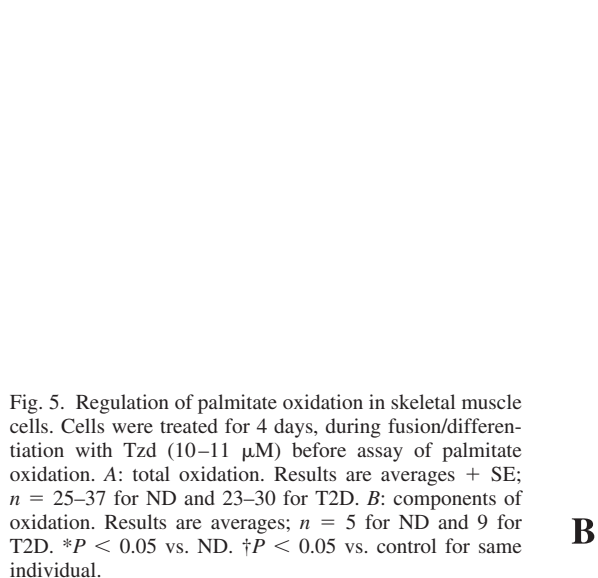 Fig. 5. Regulation of palmitate oxidation in skeletal muscle
cells. Cells were treated for 4 days, during fusion/differen-
tiation with Tzd (10–11 μM) before assay of palmitate
oxidation. A: total oxidation. Results are averages + SE;
n = 25–37 for ND and 23–30 for T2D. B: components of
oxidation. Results are averages; n = 5 for ND and 9 for
T2D. *P < 0.05 vs. ND. †P < 0.05 vs. control for same
individual.
B